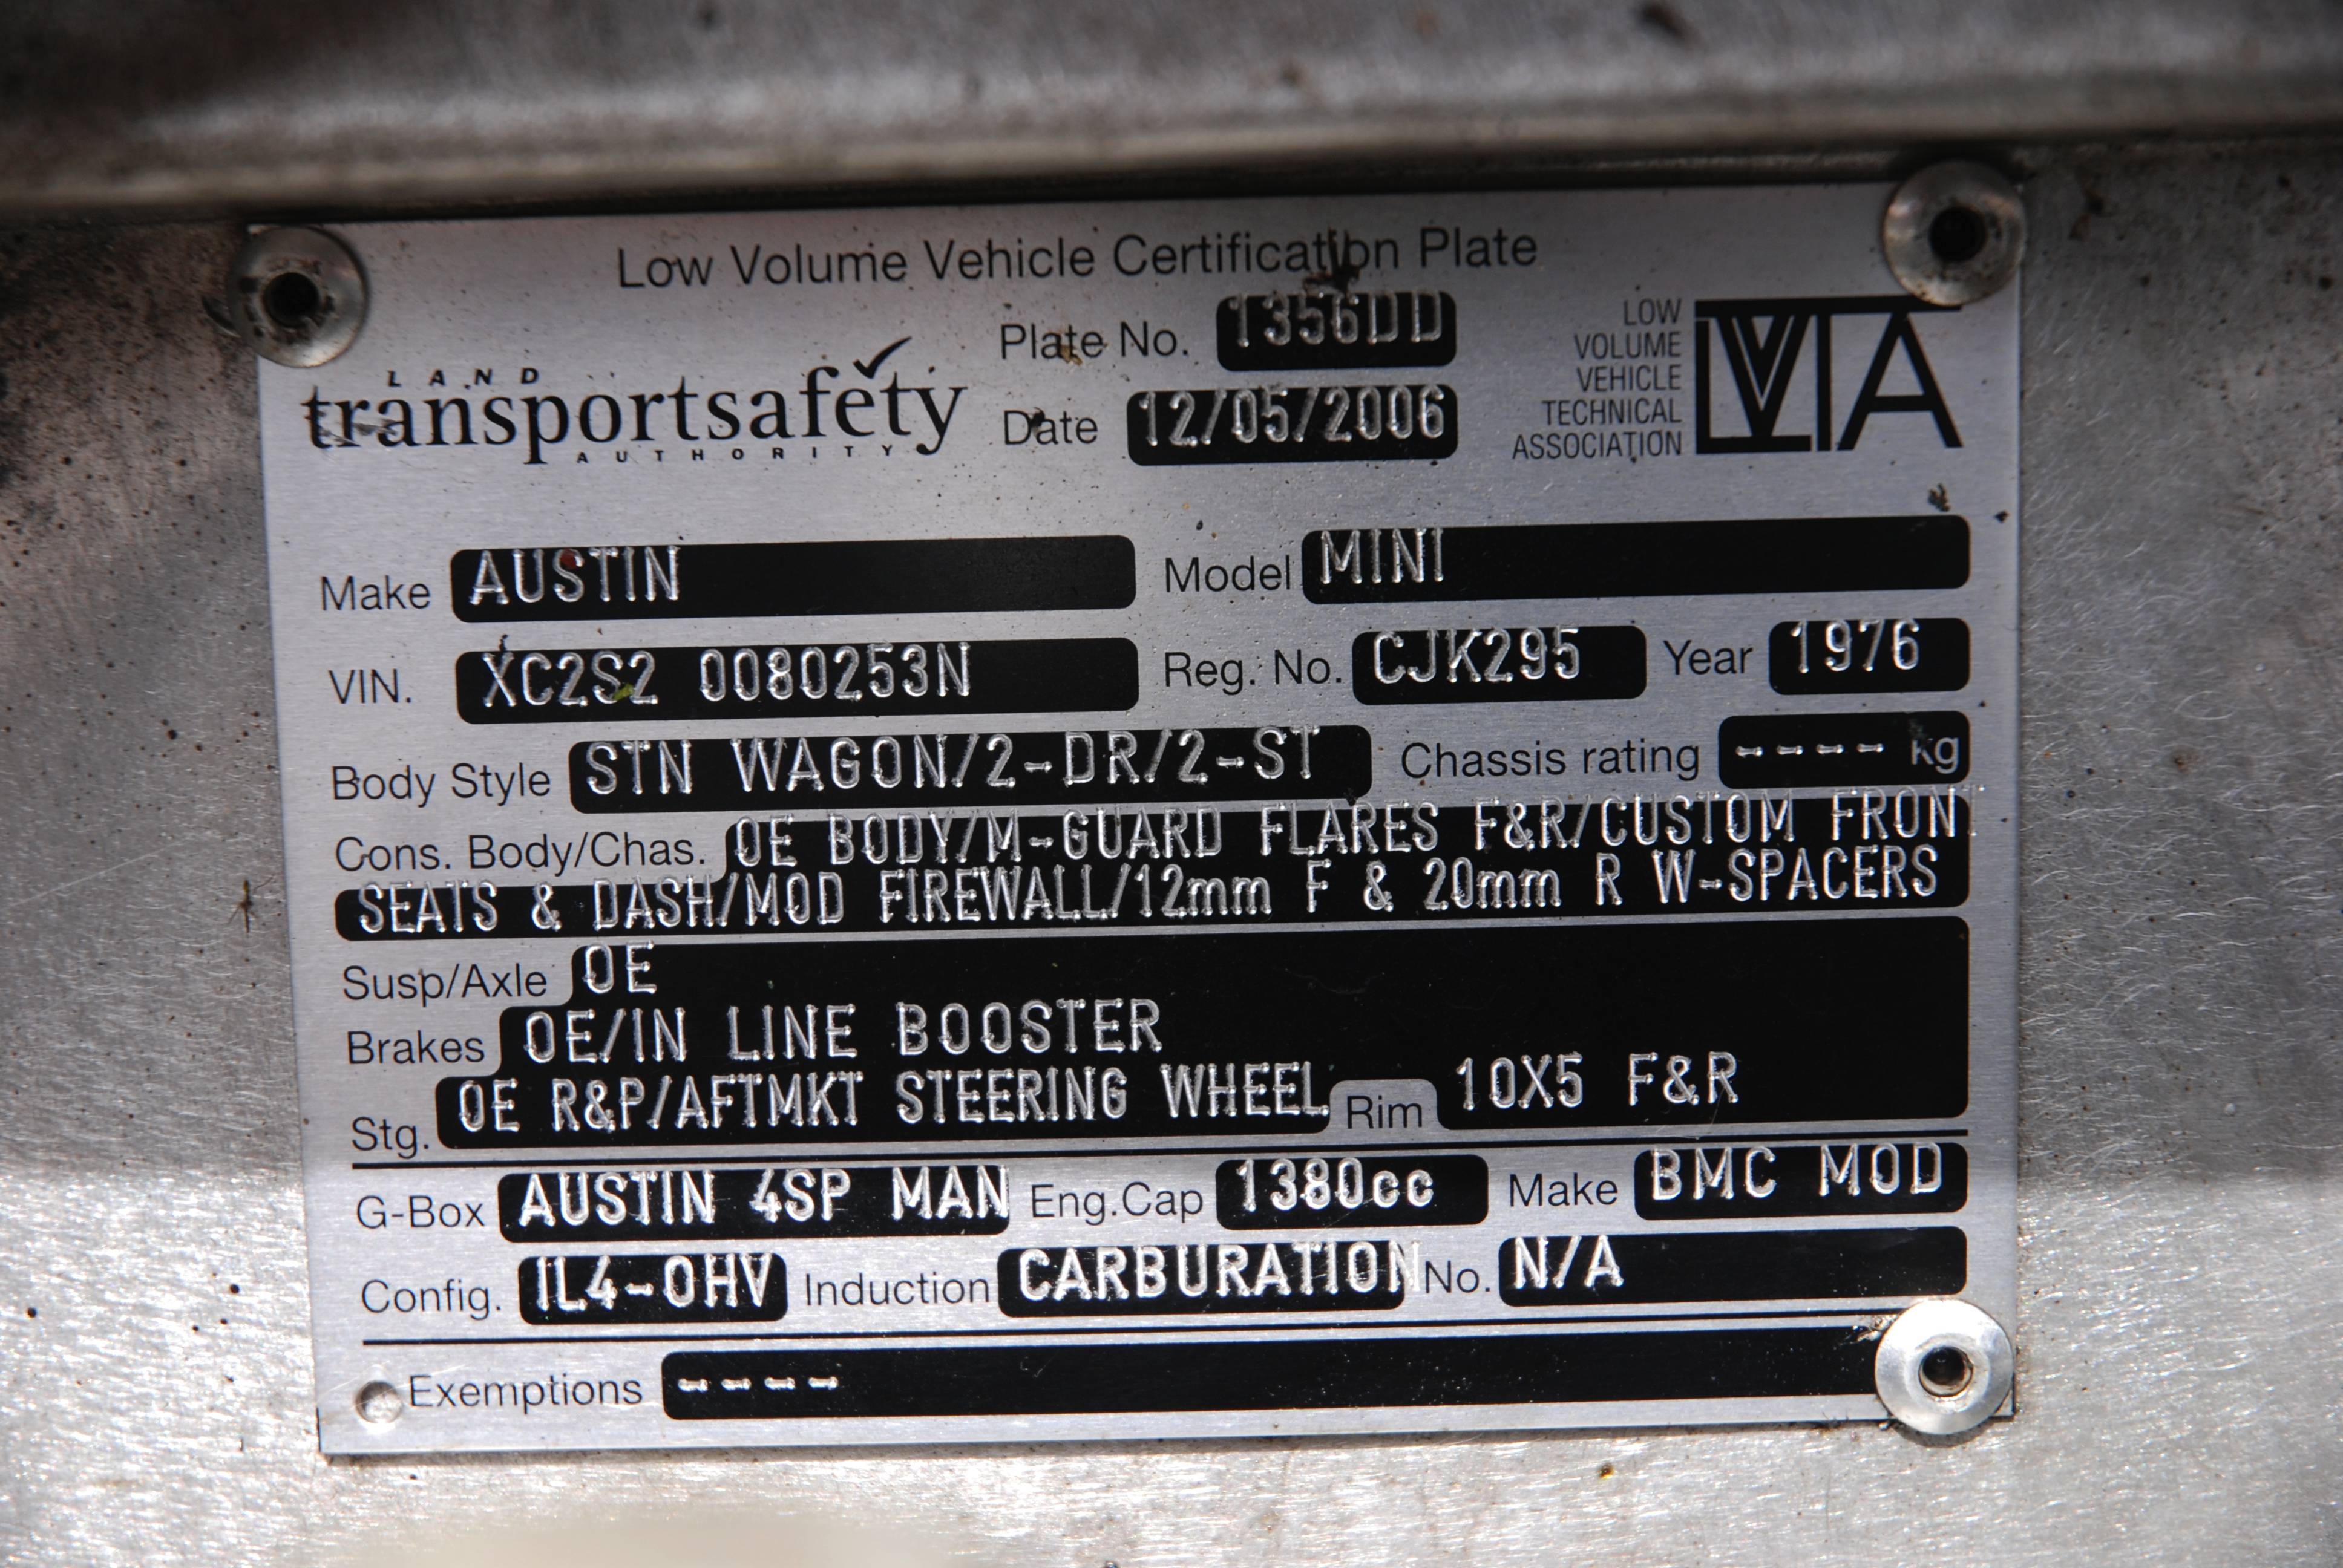 Low Volume Vehicle Certification Plate
Plate No. 1356DD
LAND
transportsafety
AUTHORITY
Date 12/05/2006
LOW
VOLUME
VEHICLE
TECHNICAL
ASSOCIATION
LVVTA
Make AUSTIN Model MINI
VIN. XC2S2 0080253N Reg. No. CJK295 Year 1976
Body Style STN WAGON/2-DR/2-ST Chassis rating ---- kg
Cons. Body/Chas. OE BODY/M-GUARD FLARES F&R/CUSTOM FRONT
SEATS & DASH/MOD FIREWALL/12mm F & 20mm R W-SPACERS
Susp/Axle OE
Brakes OE/IN LINE BOOSTER
Stg. OE R&P/AFTMKT STEERING WHEEL Rim 10X5 F&R
G-Box AUSTIN 4SP MAN Eng.Cap 1380cc Make BMC MOD
Config. IL4-OHV Induction CARBURATION No. N/A
Exemptions ----